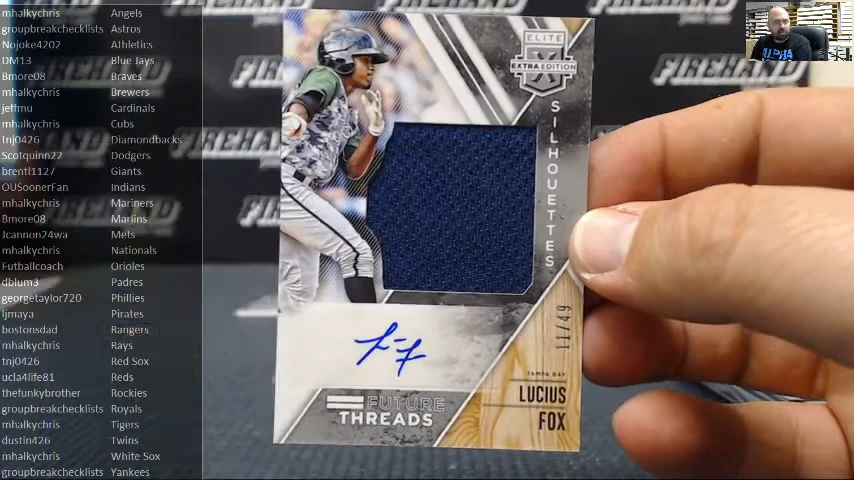 mhalkychris Angels
groupbreakchecklists Astros
Nojoke4202 Athletics
DM13 Blue Jays
Bmore08 Braves
mhalkychris Brewers
jeffmu Cardinals
mhalkychris Cubs
tnj0426 Diamondbacks
Scotquinn22 Dodgers
brentl1127 Giants
OUSoonerFan Indians
mhalkychris Mariners
Bmore08 Marlins
Jcannon24wa Mets
mhalkychris Nationals
Futballcoach Orioles
dblum3 Padres
georgetaylor720 Phillies
ljmaya Pirates
bostonsdad Rangers
mhalkychris Rays
tnj0426 Red Sox
ucla4life81 Reds
thefunkybrother Rockies
groupbreakchecklists Royals
mhalkychris Tigers
dustin426 Twins
mhalkychris White Sox
groupbreakchecklists Yankees
FIREHAND
ELITE
X
EXTRA EDITION
SILHOUETTES
11/49
TAMPA BAY
LUCIUS
FOX
FUTURE
THREADS
ALPHA